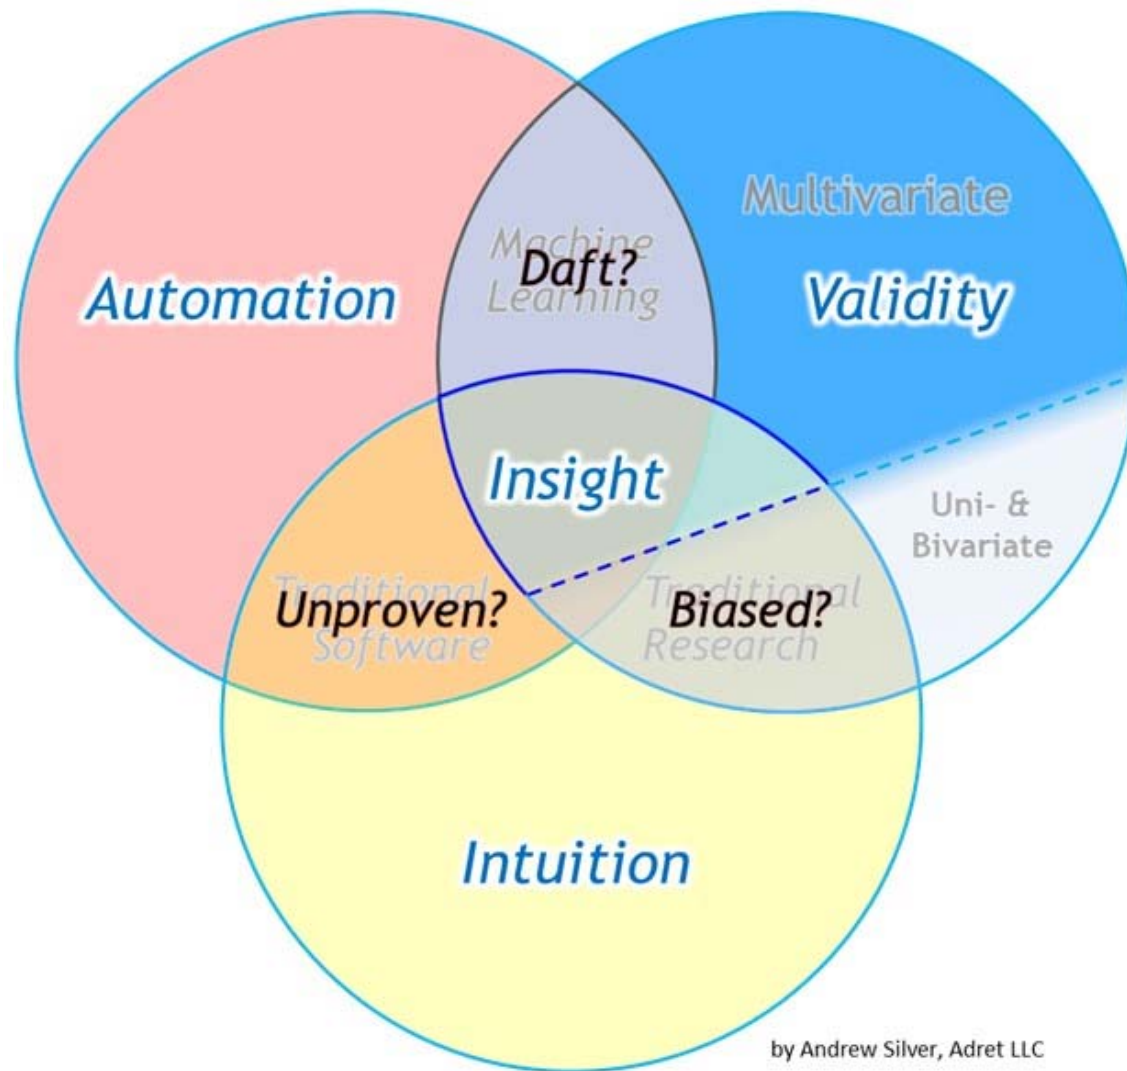 Multivariate
Machine
Daft?
Learning
Automation
Validity
Insight
Uni- &
Bivariate
Traditional
Unproven?
Software
Traditional
Biased?
Research
Intuition
by Andrew Silver, Adret LLC